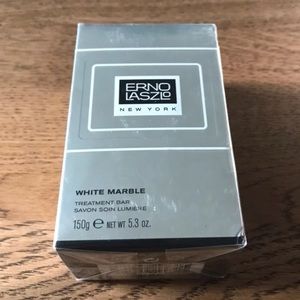 ERNO
LASZLO
NEW YORK
WHITE MARBLE
TREATMENT BAR
SAVON SOIN LUMIÈRE
150g ℮ NET WT 5.3 oz.